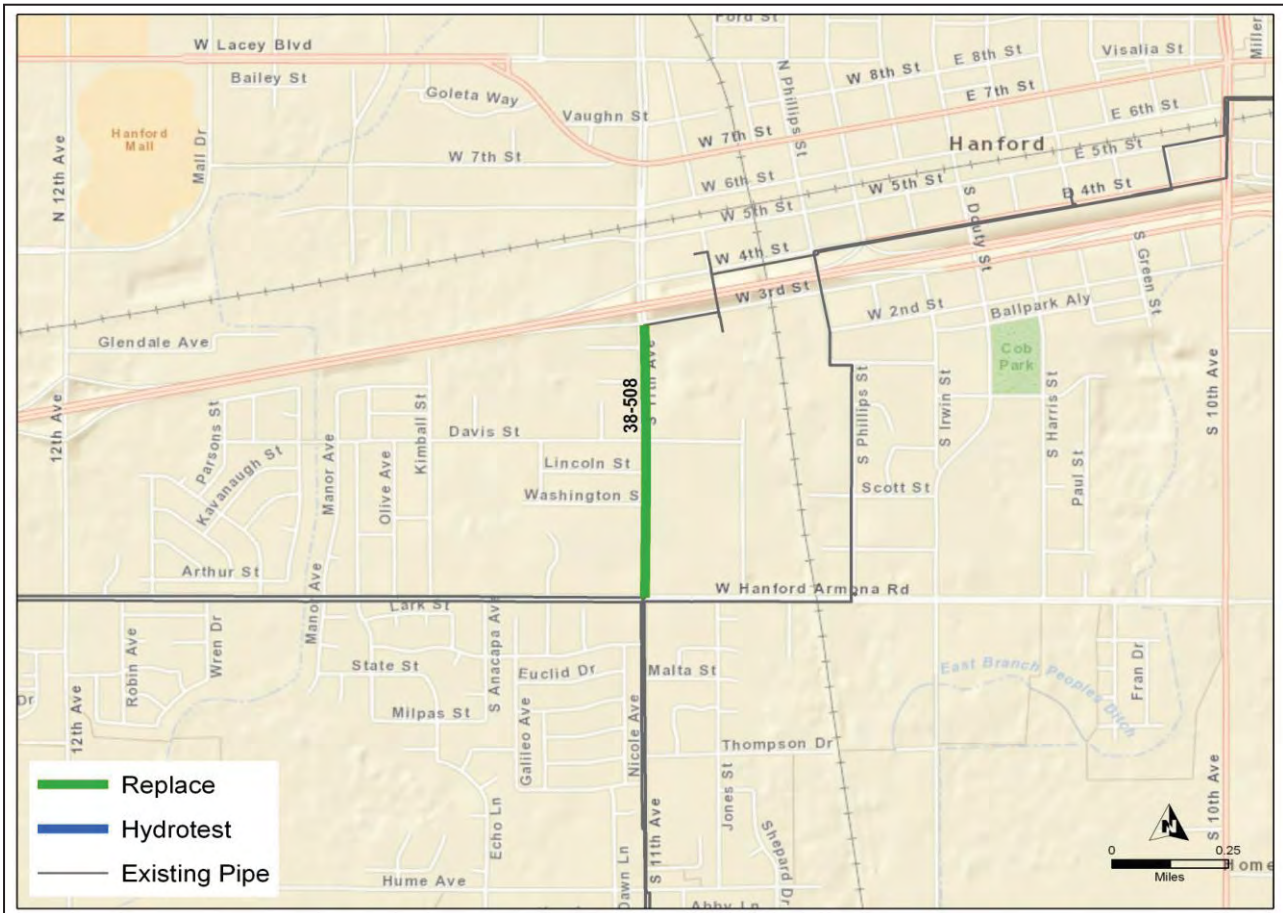 Ford St
W Lacey Blvd
Bailey St
Goleta Way
Vaughn St
N Phillips St
W 8th St
E 8th St
Visalia St
Miller
Hanford
Mall
Mall Dr
N 12th Ave
W 7th St
W 7th St
E 7th St
E 6th St
Hanford
W 6th St
W 5th St
W 5th St
E 5th St
4th St
W 4th St
W 3rd St
S Douty St
S Green St
W 2nd St
Ballpark Aly
Glendale Ave
Cob
Park
12th Ave
Parsons St
Kavanaugh St
Manor Ave
Olive Ave
Kimball St
Davis St
Lincoln St
Washington S
38-508
S 11th Ave
S Phillips St
S Irwin St
S Harris St
Paul St
S 10th Ave
Scott St
Arthur St
Manor Ave
W Hanford Armona Rd
Lark St
Robin Ave
Wren Dr
State St
S Anacapa Ave
Euclid Dr
Malta St
East Branch Peoples Ditch
Fran Dr
Dr
12th Ave
Milpas St
Galileo Ave
Nicole Ave
Thompson Dr
Jones St
Shepard Dr
Echo Ln
S 11th Ave
Dawn Ln
Hume Ave
Abby Ln
S 10th Ave
Home
Replace
Hydrotest
Existing Pipe
N
0 0.25
Miles